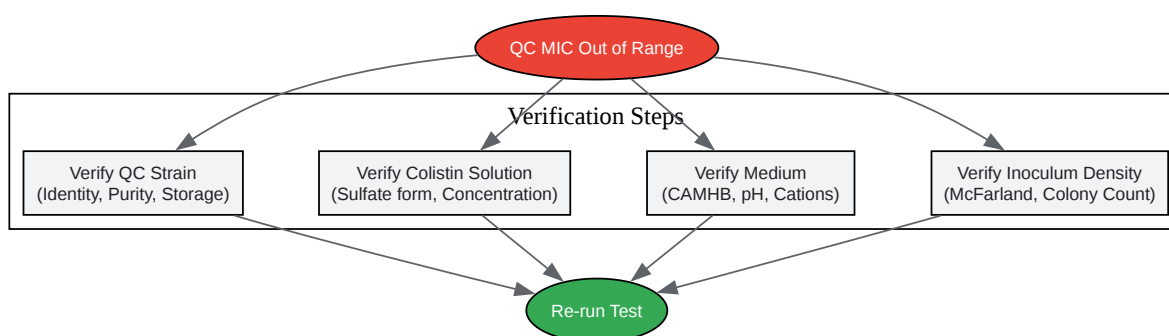 QC MIC Out of Range
Verification Steps
Verify QC Strain
(Identity, Purity, Storage)
Verify Colistin Solution
(Sulfate form, Concentration)
Verify Medium
(CAMHB, pH, Cations)
Verify Inoculum Density
(McFarland, Colony Count)
Re-run Test